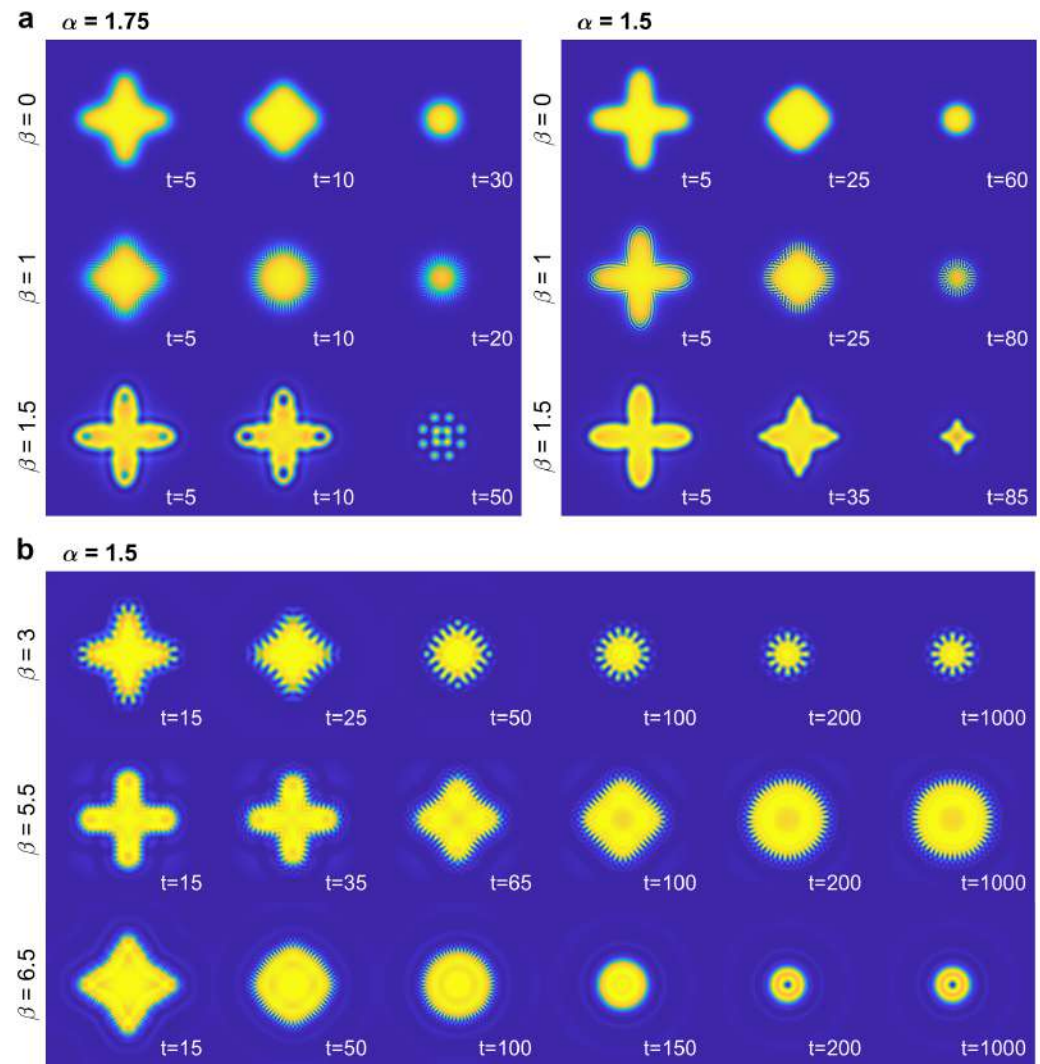 a α = 1.75 α = 1.5
β = 0 t=5 t=10 t=30 β = 0 t=5 t=25 t=60
β = 1 t=5 t=10 t=20 β = 1 t=5 t=25 t=80
β = 1.5 t=5 t=10 t=50 β = 1.5 t=5 t=35 t=85
b α = 1.5
β = 3 t=15 t=25 t=50 t=100 t=200 t=1000
β = 5.5 t=15 t=35 t=65 t=100 t=200 t=1000
β = 6.5 t=15 t=50 t=100 t=150 t=200 t=1000